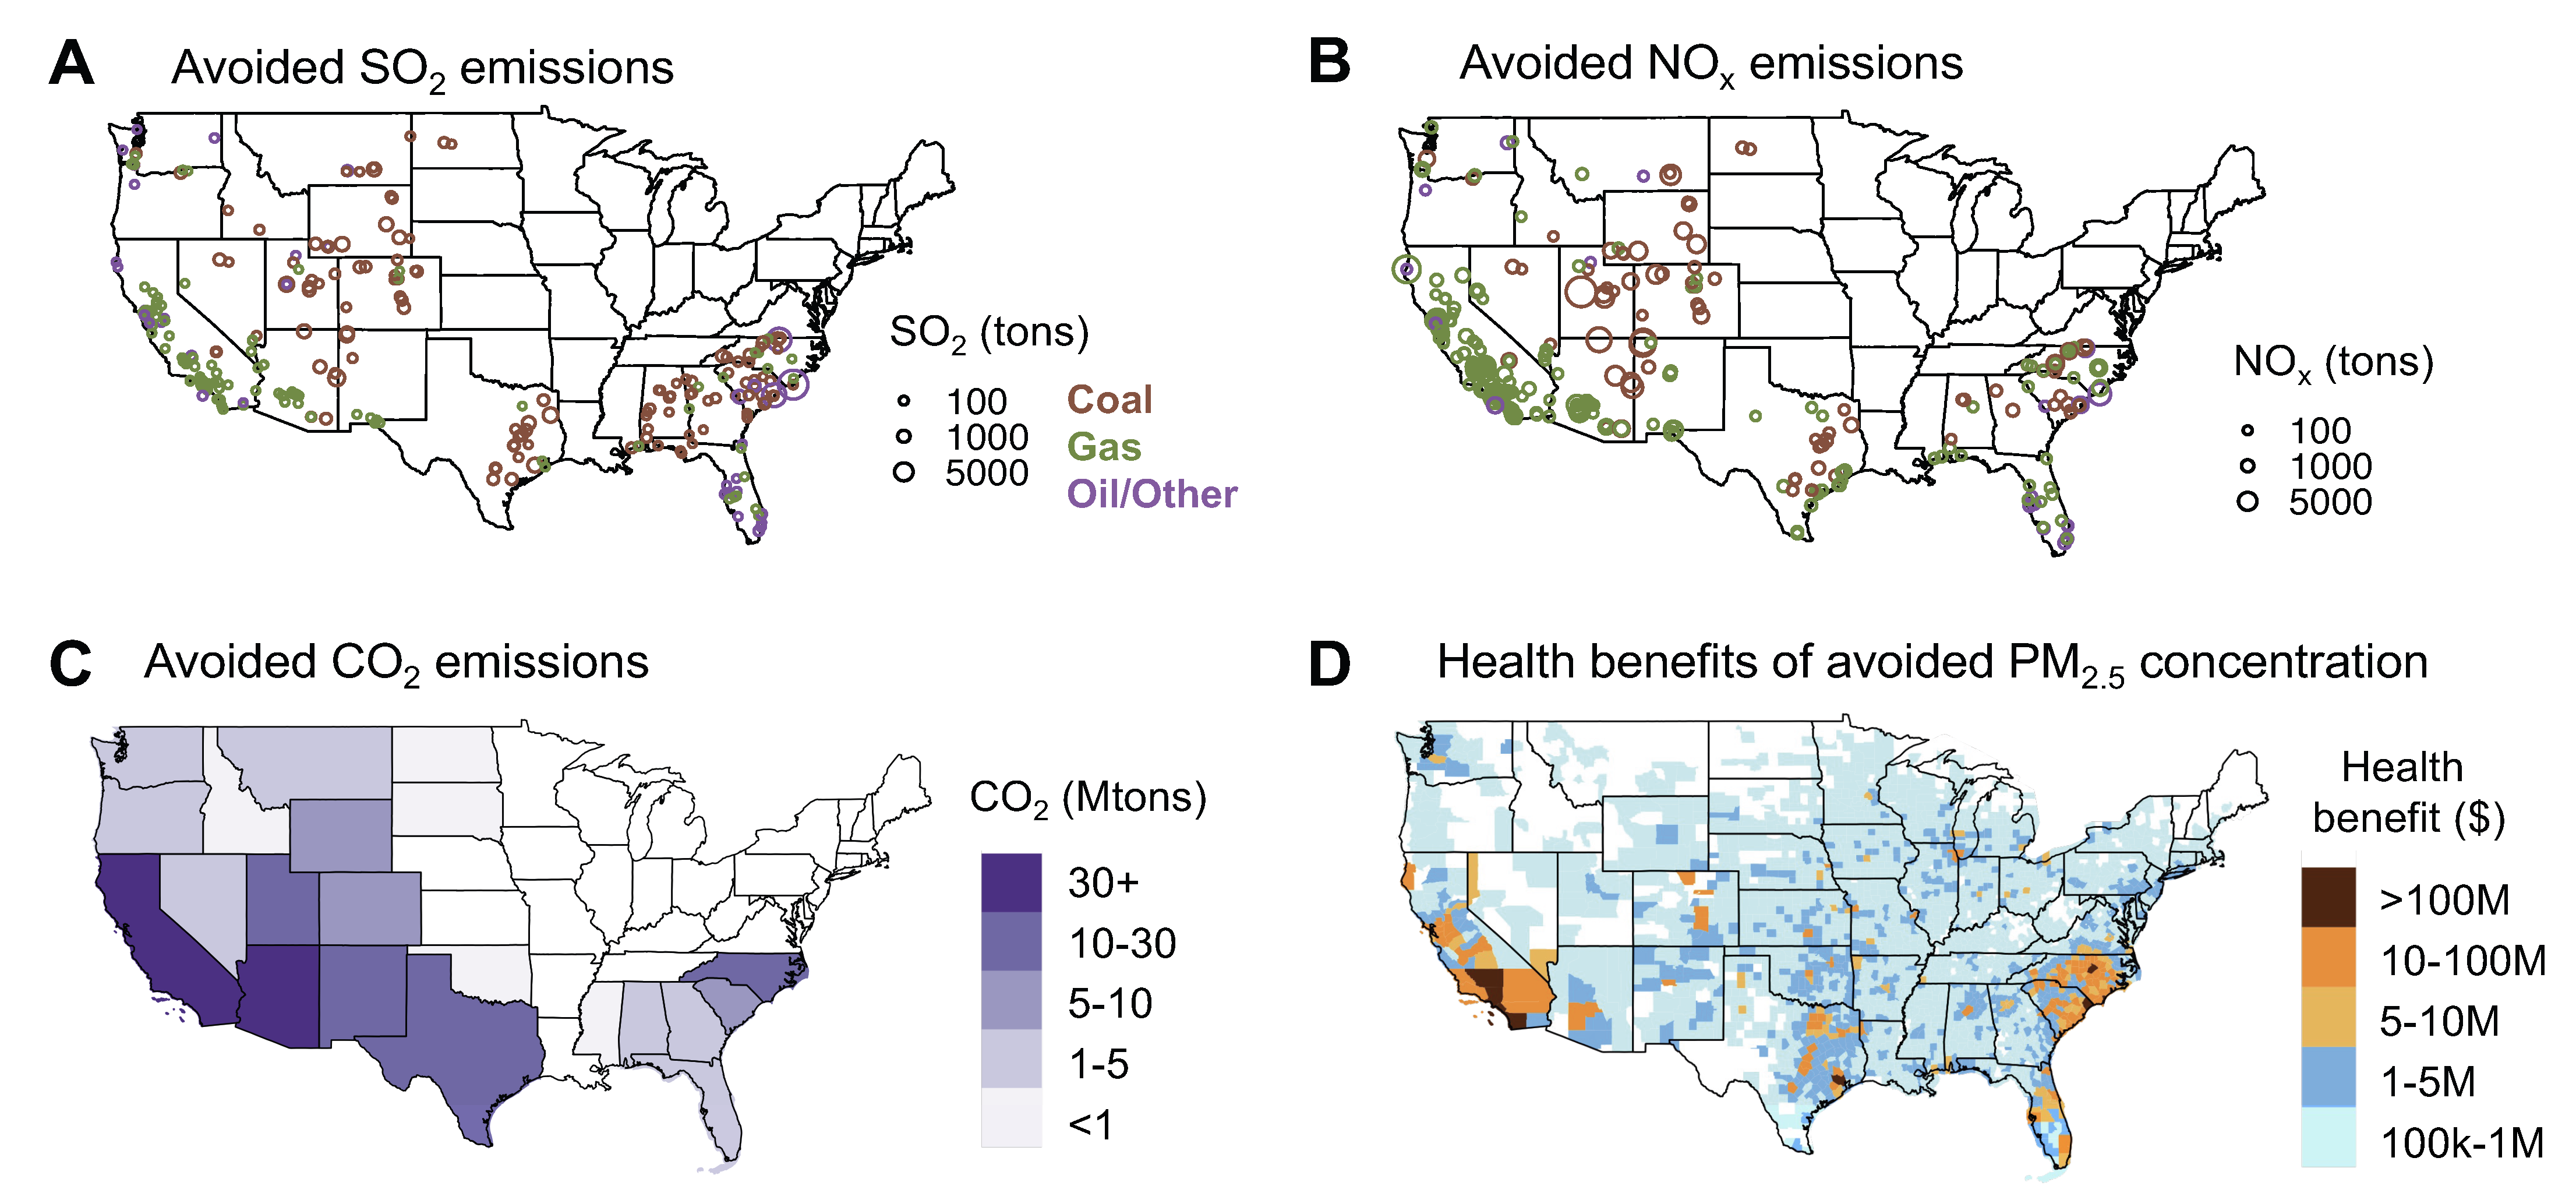 A Avoided SO₂ emissions
SO₂ (tons)
100
1000
5000
Coal
Gas
Oil/Other
B Avoided NOₓ emissions
NOₓ (tons)
100
1000
5000
C Avoided CO₂ emissions
CO₂ (Mtons)
30+
10-30
5-10
1-5
<1
D Health benefits of avoided PM₂.₅ concentration
Health
benefit ($)
>100M
10-100M
5-10M
1-5M
100k-1M